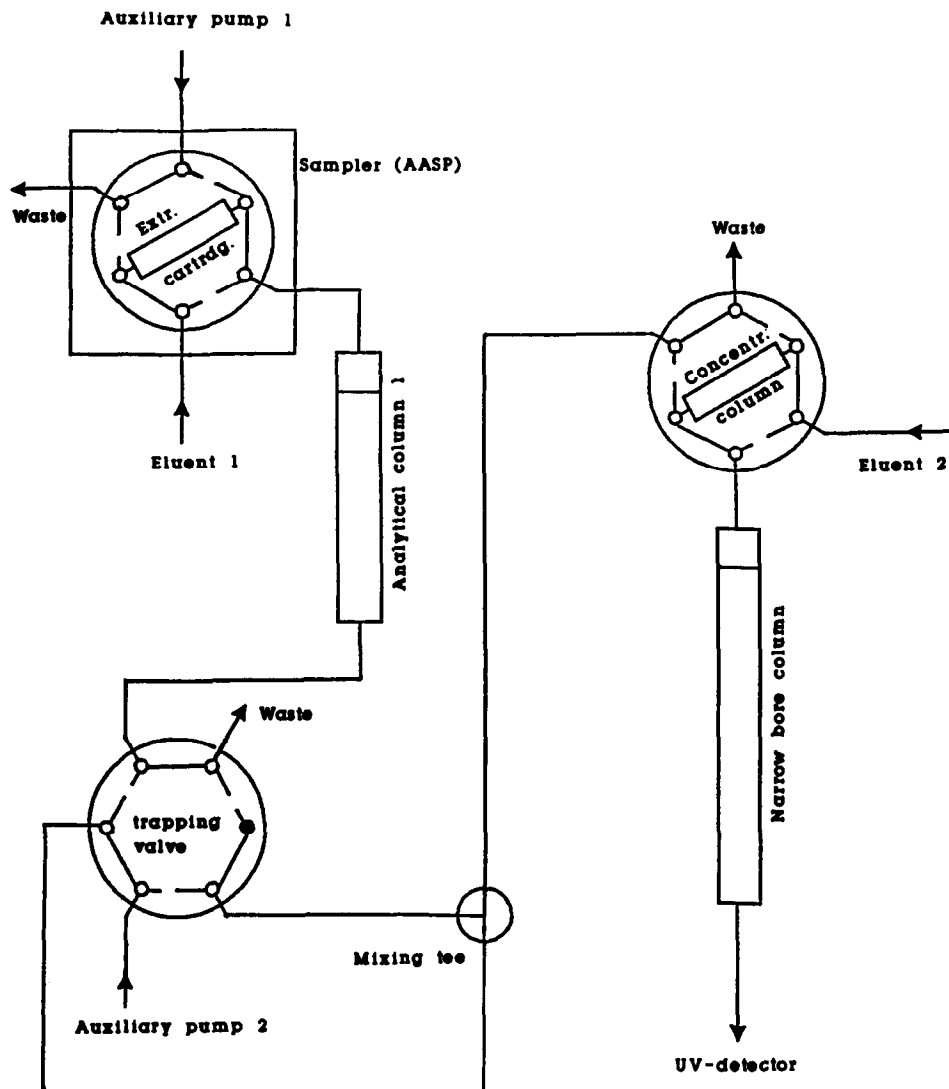 Auxiliary pump 1
Sampler (AASP)
Waste
Extr.
cartrdg.
Eluent 1
Analytical column 1
Waste
Concentr.
column
Eluent 2
Narrow bore column
Waste
trapping
valve
Mixing tee
Auxiliary pump 2
UV-detector